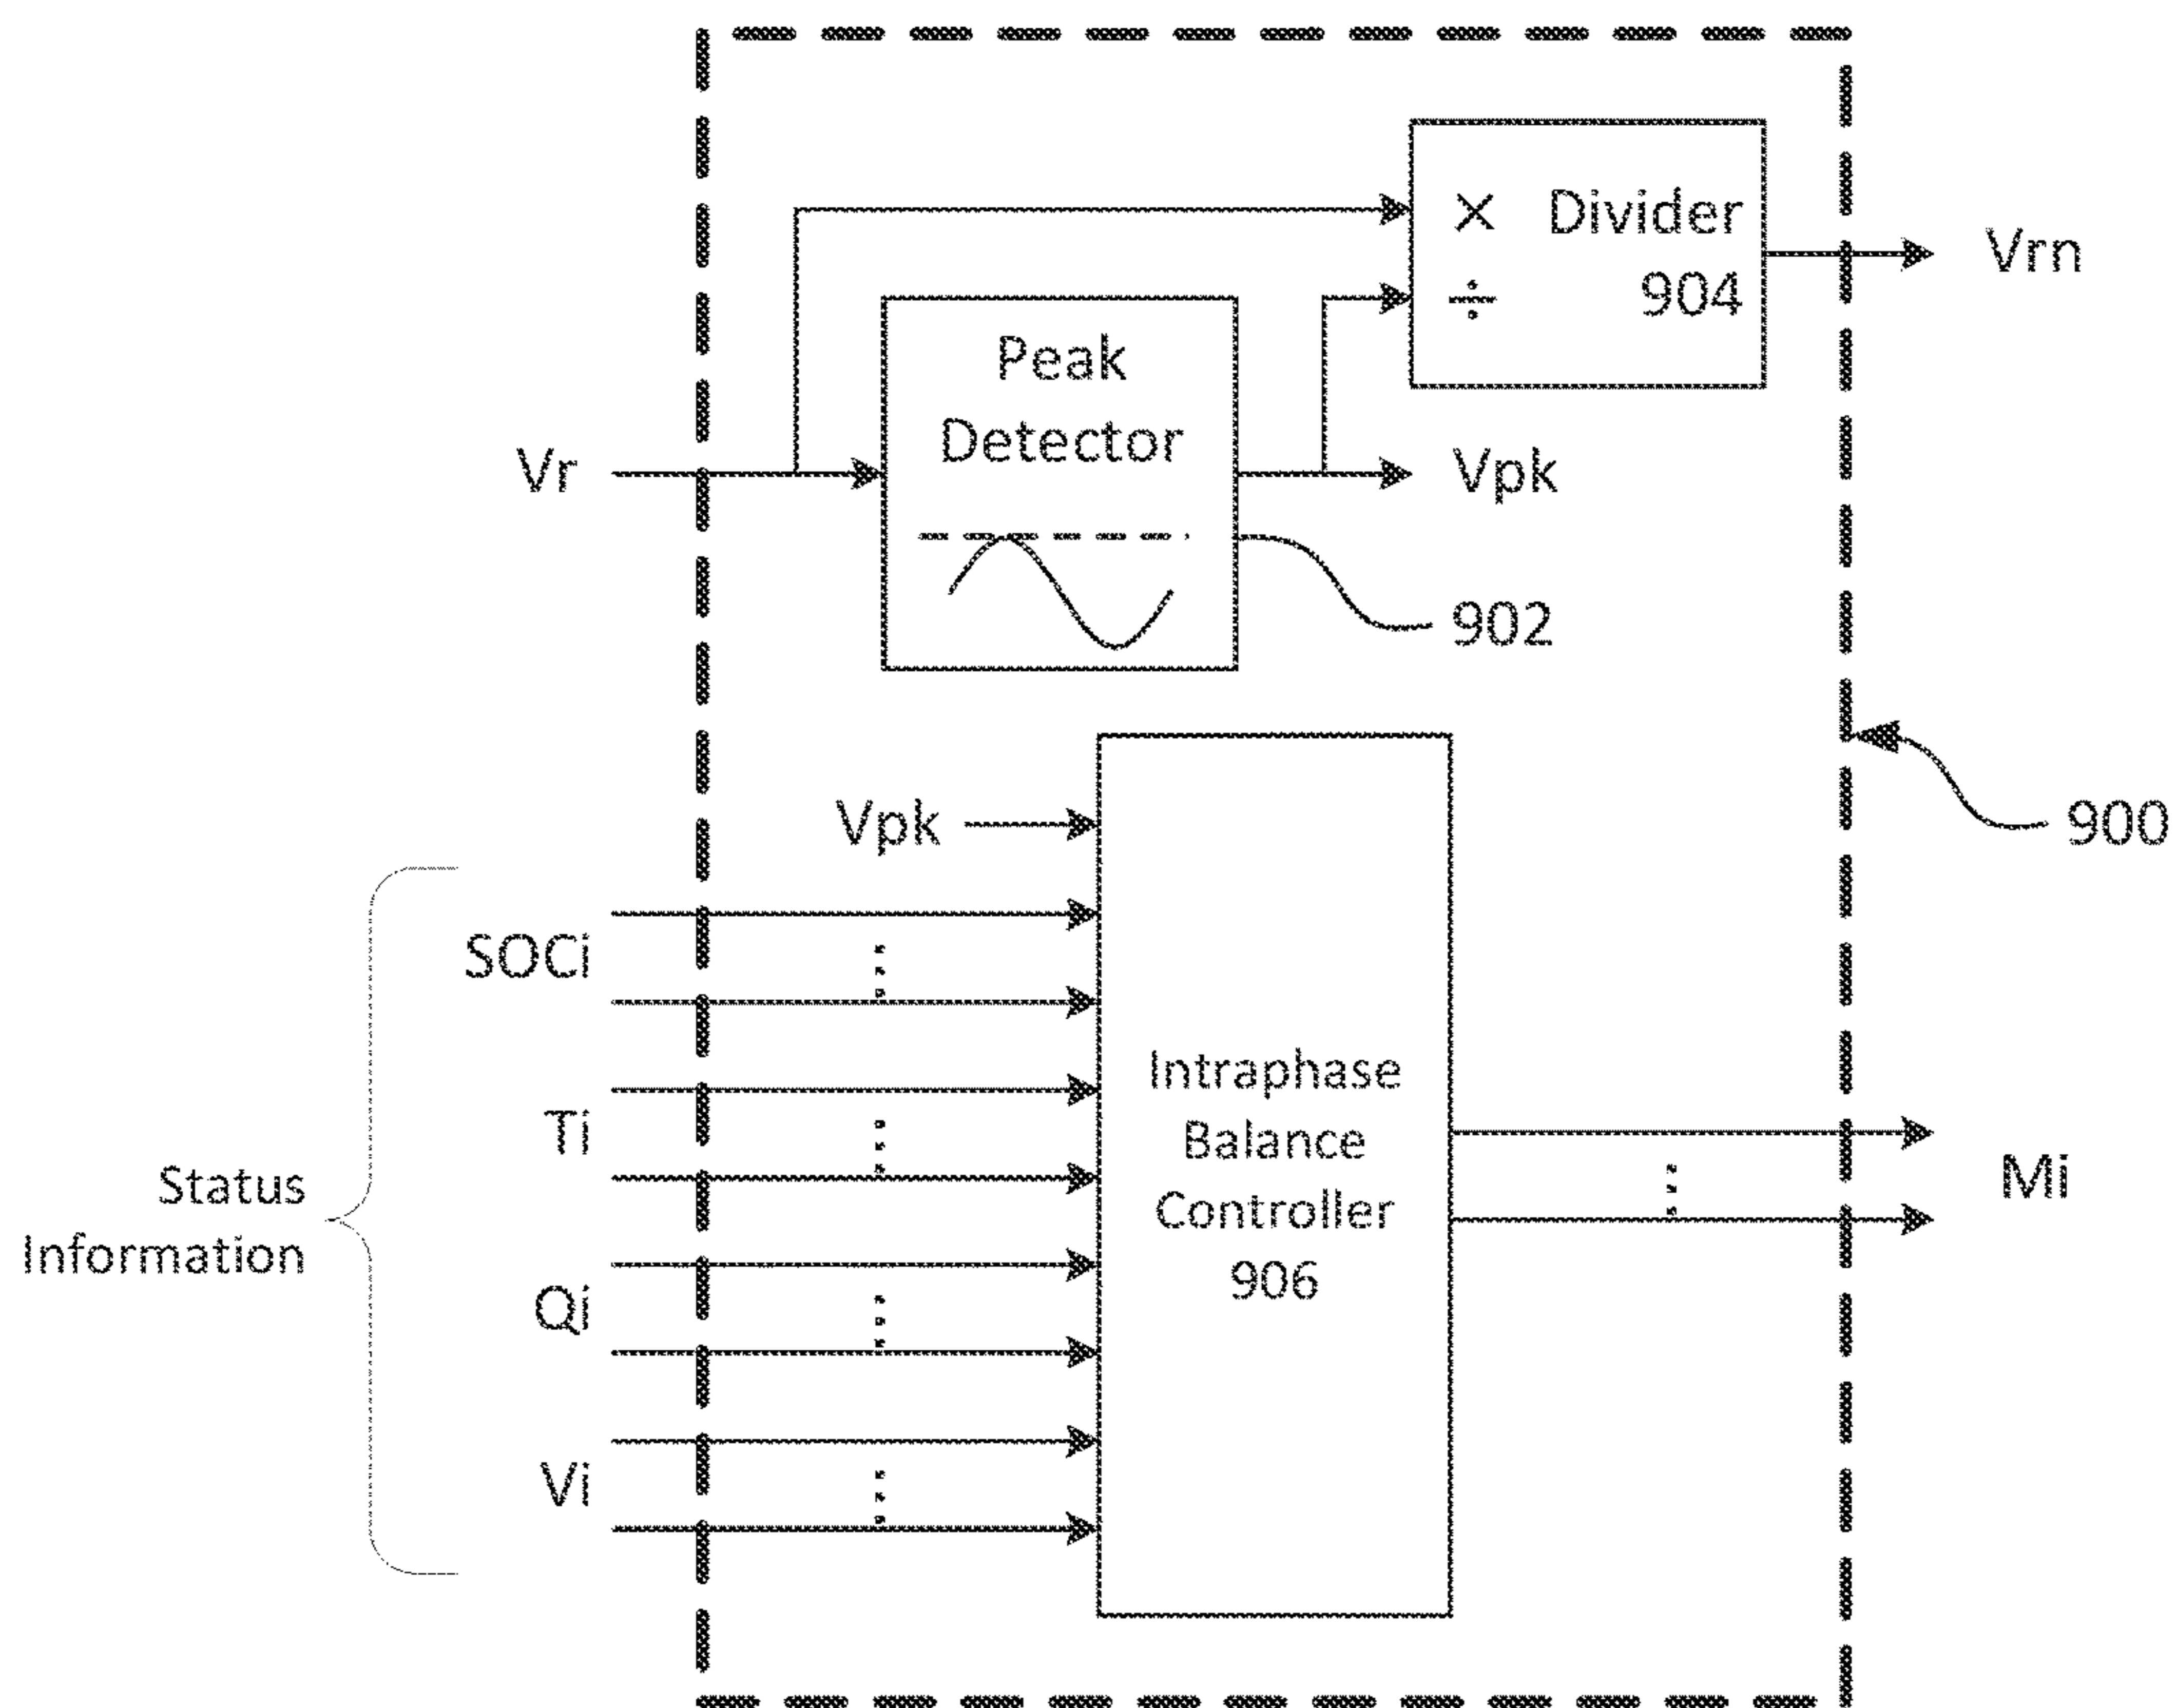 × Divider
÷ 904
Vrn
Peak
Detector
Vr
Vpk
902
900
Vpk
SOCi
Ti
Qi
Vi
Status
Information
Intraphase
Balance
Controller
906
Mi